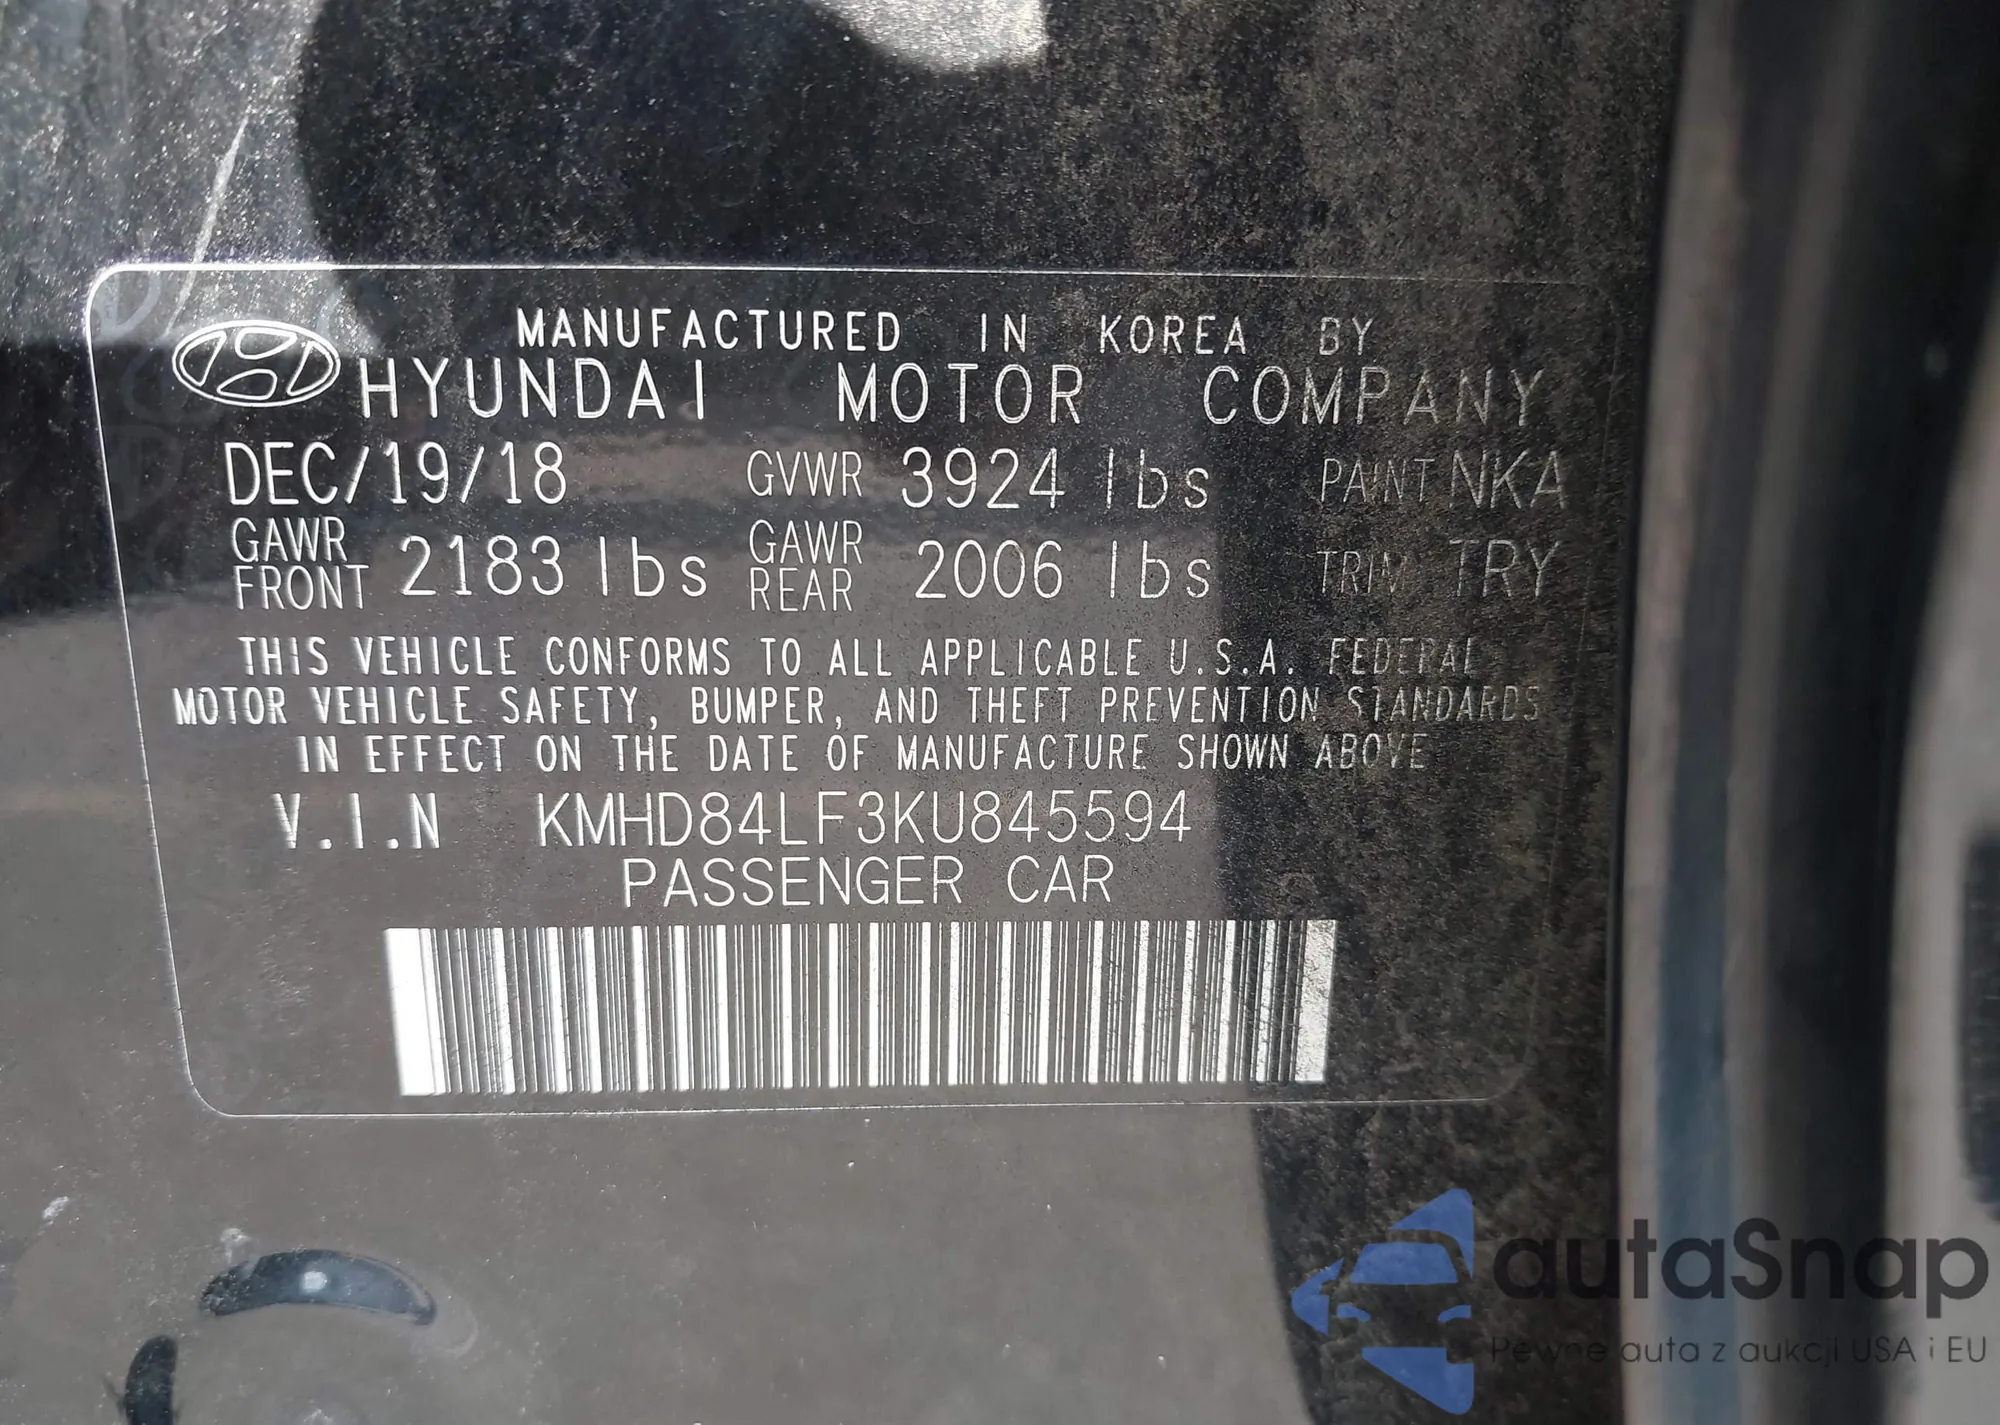 MANUFACTURED IN KOREA BY
HYUNDAI MOTOR COMPANY
DEC/19/18 GVWR 3924 lbs PAINT NKA
GAWR FRONT 2183 lbs GAWR REAR 2006 lbs TRIM TRY
THIS VEHICLE CONFORMS TO ALL APPLICABLE U.S.A. FEDERAL
MOTOR VEHICLE SAFETY, BUMPER, AND THEFT PREVENTION STANDARDS
IN EFFECT ON THE DATE OF MANUFACTURE SHOWN ABOVE
V.I.N KMHD84LF3KU845594
PASSENGER CAR
autaSnap
Pewne auta z aukcji USA i EU